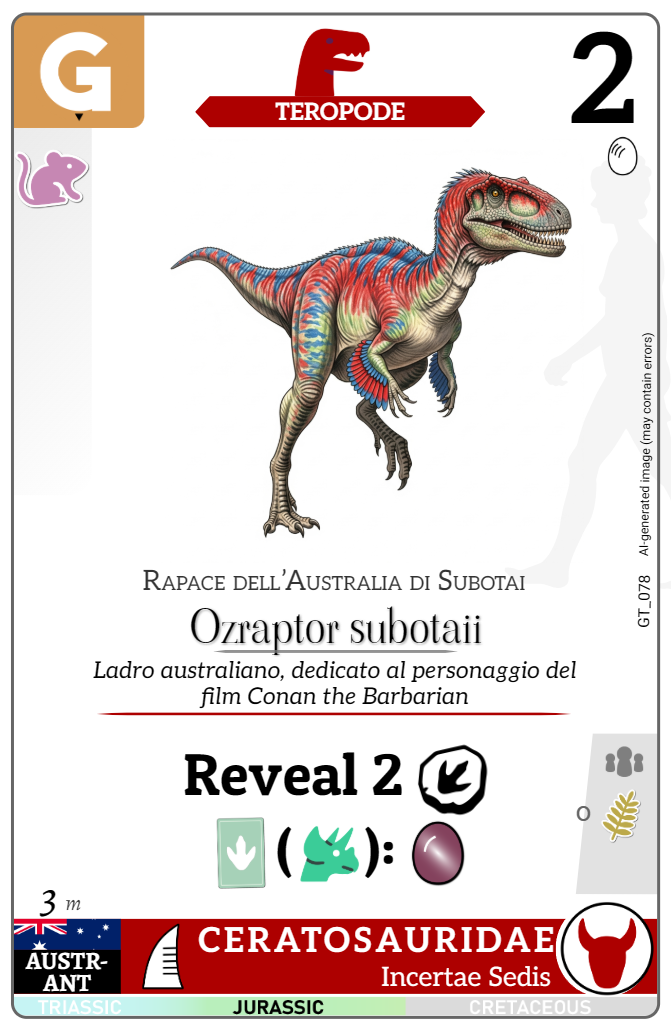 G
TEROPODE
2
AI-generated image (may contain errors)
GT_078
Rapace dell'Australia di Subotai
Ozraptor subotaii
Ladro australiano, dedicato al personaggio del
film Conan the Barbarian
Reveal 2
( ):
o
3 m
AUSTR-
ANT
CERATOSAURIDAE
Incertae Sedis
TRIASSIC JURASSIC CRETACEOUS